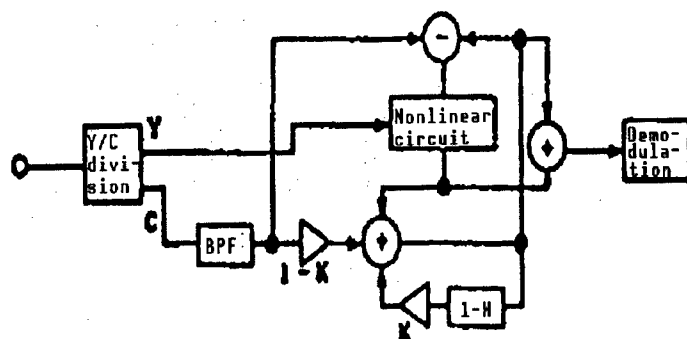 −
Nonlinear
circuit
Y/C
divi-
sion
Y
C
BPF
1-K
+
+
Demo-
dula-
tion
K
1-H